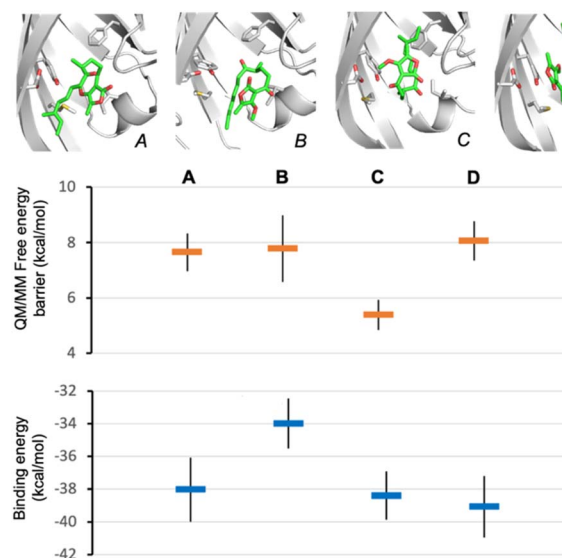 A
B
C
A
B
C
D
QM/MM Free energy
barrier (kcal/mol)
10
8
6
4
Binding energy
(kcal/mol)
-32
-34
-36
-38
-40
-42